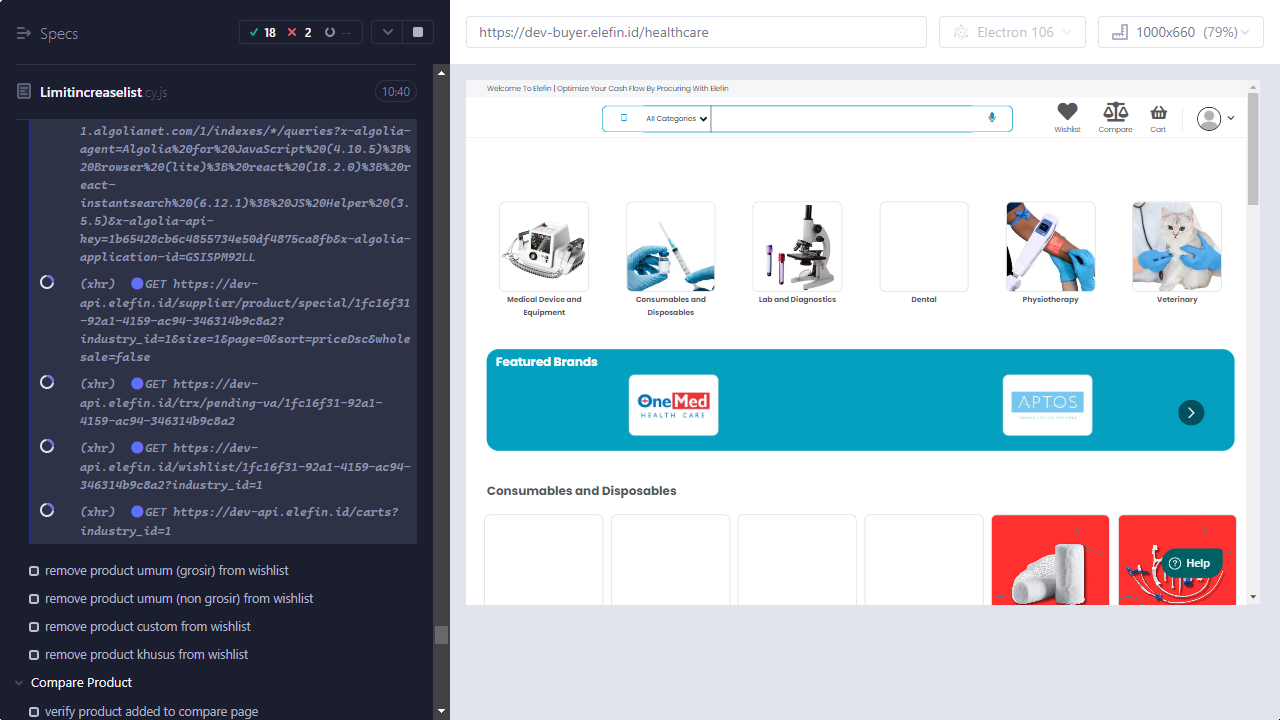 Specs
18
2
--
Limitincreaselist.cy.js
10:40
1.algolianet.com/1/indexes/*/queries?x-algolia-
agent=Algolia%20for%20JavaScript%20(4.10.5)%3B%
20Browser%20(lite)%3B%20react%20(18.2.0)%3B%20r
eact-
instantsearch%20(6.12.1)%3B%20JS%20Helper%20(3.
5.5)&x-algolia-api-
key=1b65428cb6c4855734e50df4875ca8fb&x-algolia-
application-id=GSISPM92LL
(xhr) GET https://dev-
api.elefin.id/supplier/product/special/1fc16f31
-92a1-4159-ac94-346314b9c8a2?
industry_id=1&size=1&page=0&sort=priceDsc&whole
sale=false
(xhr) GET https://dev-
api.elefin.id/trx/pending-va/1fc16f31-92a1-
4159-ac94-346314b9c8a2
(xhr) GET https://dev-
api.elefin.id/wishlist/1fc16f31-92a1-4159-ac94-
346314b9c8a2?industry_id=1
(xhr) GET https://dev-api.elefin.id/carts?
industry_id=1
remove product umum (grosir) from wishlist
remove product umum (non grosir) from wishlist
remove product custom from wishlist
remove product khusus from wishlist
Compare Product
verify product added to compare page
https://dev-buyer.elefin.id/healthcare
Electron 106
1000x660 (79%)
Welcome To Elefin | Optimize Your Cash Flow By Procuring With Elefin
All Categories
Wishlist
Compare
Cart
Medical Device and
Equipment
Consumables and
Disposables
Lab and Diagnostics
Dental
Physiotherapy
Veterinary
Featured Brands
OneMed
HEALTH CARE
APTOS
Consumables and Disposables
Help